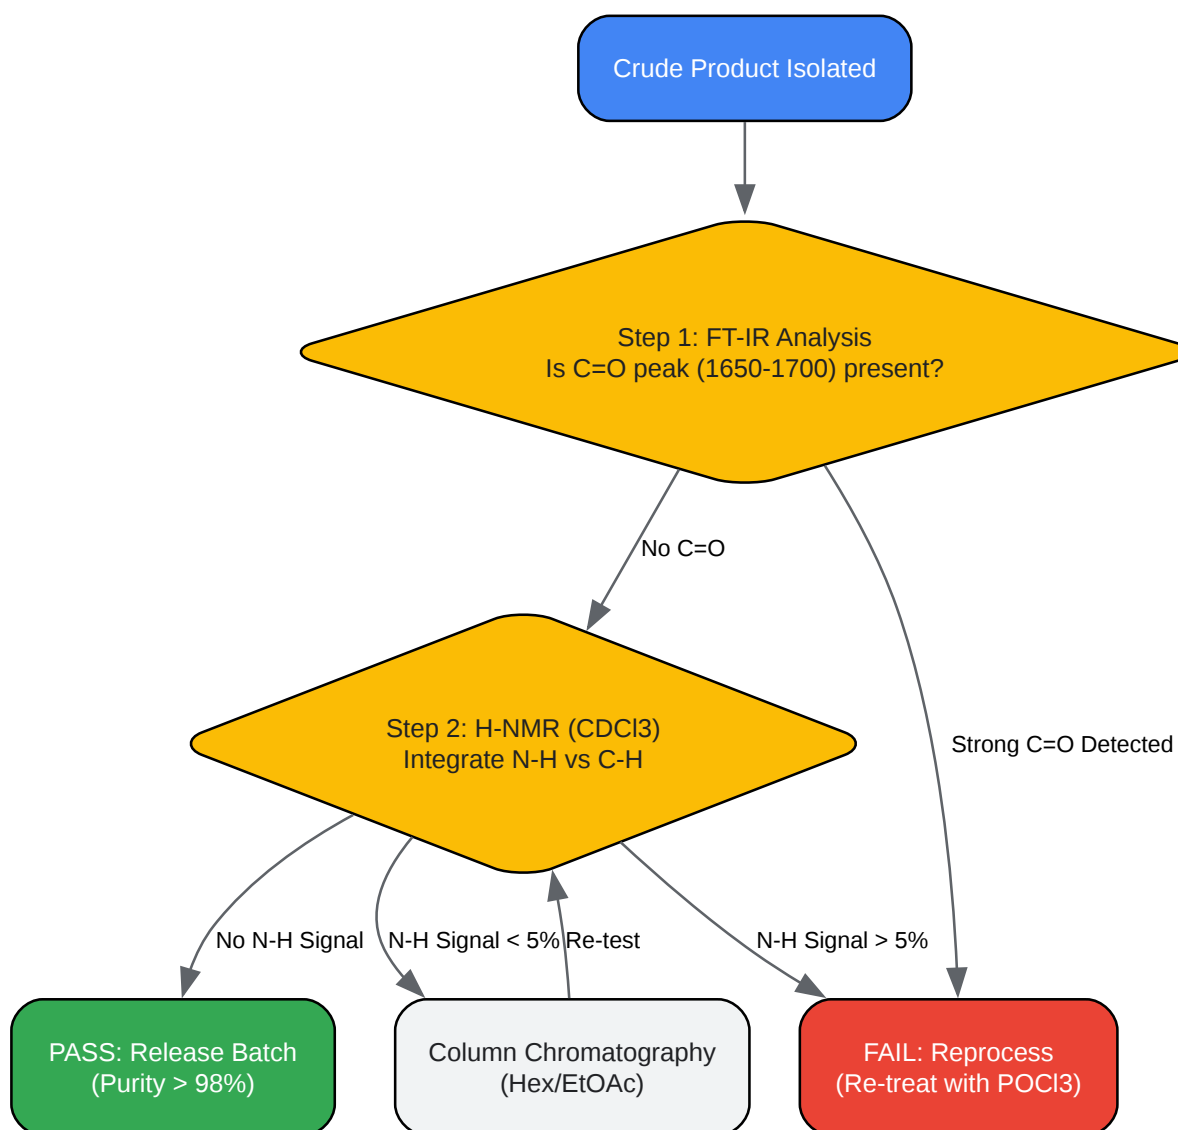 Crude Product Isolated
Step 1: FT-IR Analysis
Is C=O peak (1650-1700) present?
No C=O
Step 2: H-NMR (CDCl3)
Integrate N-H vs C-H
Strong C=O Detected
No N-H Signal
N-H Signal < 5%
Re-test
N-H Signal > 5%
PASS: Release Batch
(Purity > 98%)
Column Chromatography
(Hex/EtOAc)
FAIL: Reprocess
(Re-treat with POCl3)